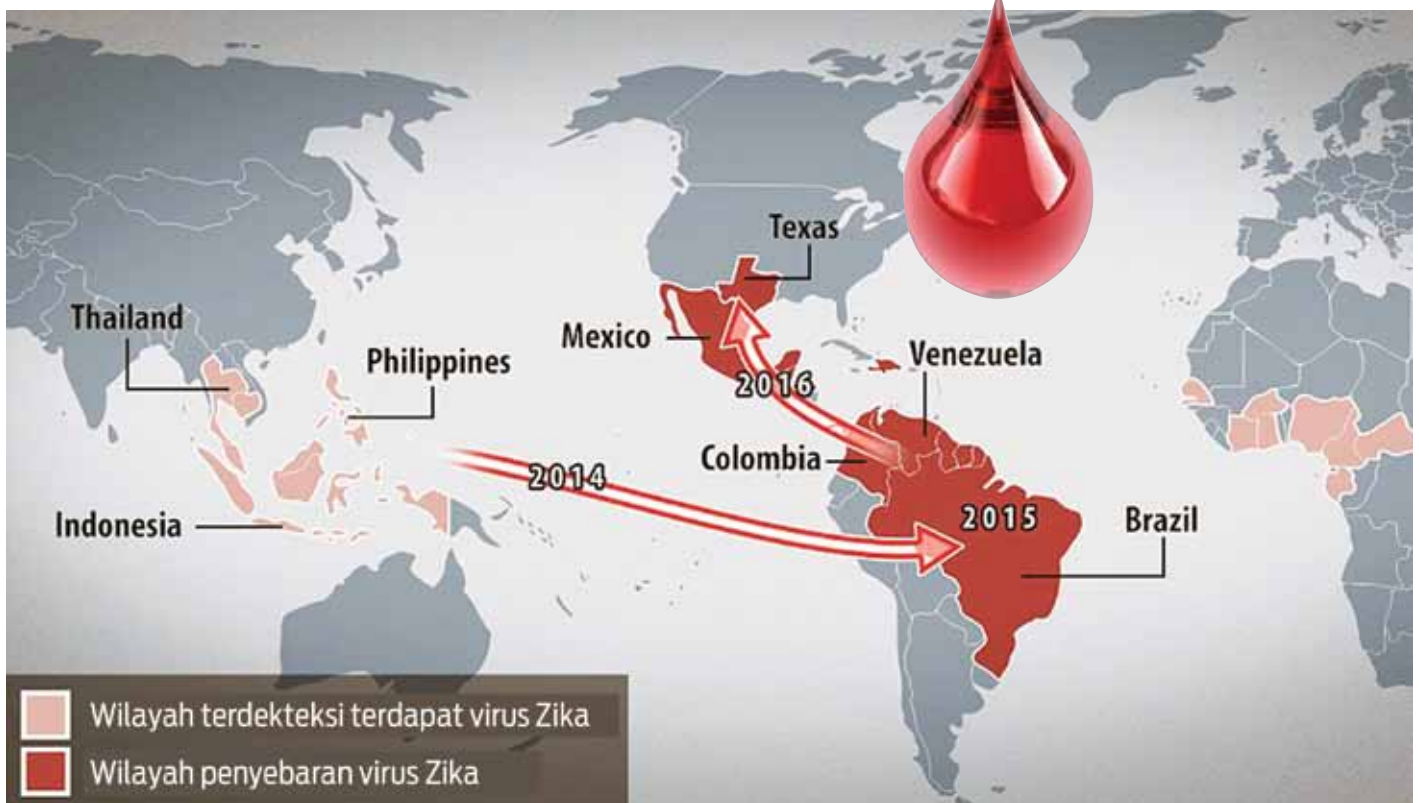 Texas
Thailand
Mexico
Venezuela
Philippines
2016
Colombia
2014
Indonesia
2015
Brazil
Wilayah terdekteksi terdapat virus Zika
Wilayah penyebaran virus Zika